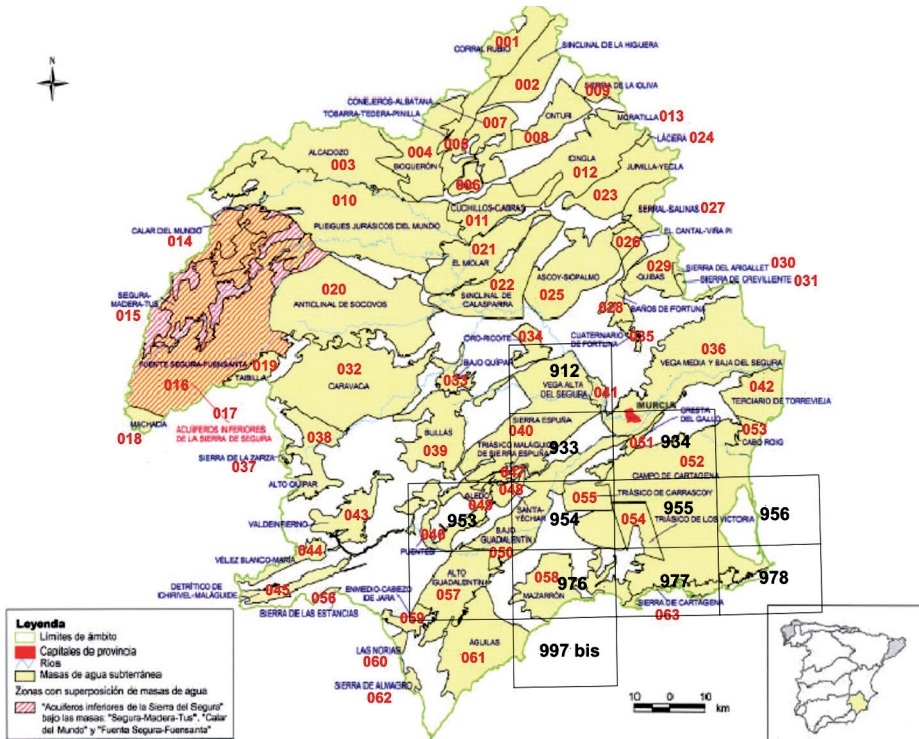 001
CORRAL RUBIO
SINCLINAL DE LA HIGUERA
002
009
SIERRA DE LA OLIVA
CONEJEROS-ALBATANA
TOBARRA-TEDERA-PINILLA
007
ONTUR
008
MORATILLA 013
LÁCERA 024
N
ALCADOZO
003
004
BOQUERÓN
005
006
CINGLA
012
JUMILLA-YECLA
010
CUCHILLOS-CABRAS
011
023
SERRAL-SALINAS 027
CALAR DEL MUNDO
014
PLIEGUES JURÁSICOS DEL MUNDO
021
EL MOLAR
026
EL CANTAL-VIÑA PI
029
QUIBAS
SIERRA DEL ARGALLET 030
SIERRA DE CREVILLENTE 031
SEGURA-
MADERA-TUS
015
020
ANTICLINAL DE SOCOVOS
022
SINCLINAL DE
CALASPARRA
ASCOY-SOPALMO
025
028
BAÑOS DE FORTUNA
035
CUATERNARIO
DE FORTUNA
ORO-RICOTE
034
036
VEGA MEDIA Y BAJA DEL SEGURA
FUENTE SEGURA-FUENSANTA
019
TAIBILLA
016
032
CARAVACA
BAJO QUÍPAR
033
912
VEGA ALTA
DEL SEGURA
041
042
TERCIARIO DE TORREVIEJA
MACHADA
018
017
ACUÍFEROS INFERIORES
DE LA SIERRA DE SEGURA
MURCIA
CRESTA
DEL GALLO
053
CABO ROIG
038
BULLAS
039
SIERRA ESPUÑA
040
TRIÁSICO MALÁGUIDE
DE SIERRA ESPUÑA
933
051
934
052
CAMPO DE CARTAGENA
SIERRA DE LA ZARZA
037
ALTO QUÍPAR
047
048
ALEDO
049
953
SANTA-
YÉCHAR
954
055
TRIÁSICO DE CARRASCOY
955
956
043
VALDEINFIERNO
046
PUENTES
BAJO
GUADALENTÍN
050
054
TRIÁSICO DE LOS VICTORIA
044
VÉLEZ BLANCO-MARÍA
045
DETRÍTICO DE
CHIRIVEL-MALÁGUIDE
056
SIERRA DE LAS ESTANCIAS
ENMEDIO-CABEZO
DE JARA
059
ALTO
GUADALENTÍN
057
058
MAZARRÓN
976
977
978
SIERRA DE CARTAGENA
063
LAS NORIAS
060
ÁGUILAS
061
997 bis
SIERRA DE ALMAGRO
062
10 0 10
km
Leyenda
Límites de ámbito
Capitales de provincia
Ríos
Masas de agua subterránea
Zonas con superposición de masas de agua
"Acuíferos inferiores de la Sierra del Segura"
bajo las masas: "Segura-Madera-Tus", "Calar
del Mundo" y "Fuente Segura-Fuensanta"